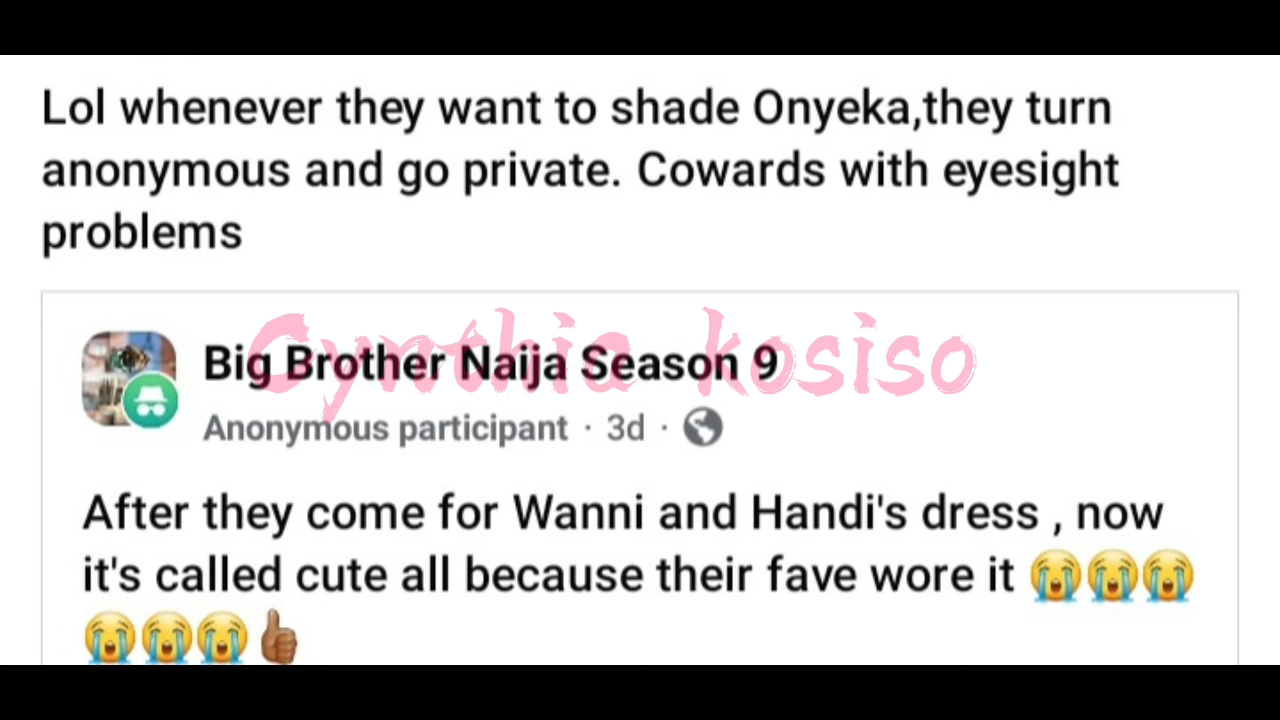 Lol whenever they want to shade Onyeka,they turn
anonymous and go private. Cowards with eyesight
problems
Big Brother Naija Season 9
Cynthia kosiso
Anonymous participant · 3d ·
After they come for Wanni and Handi's dress , now
it's called cute all because their fave wore it 😭😭😭
😭😭😭👍🏾